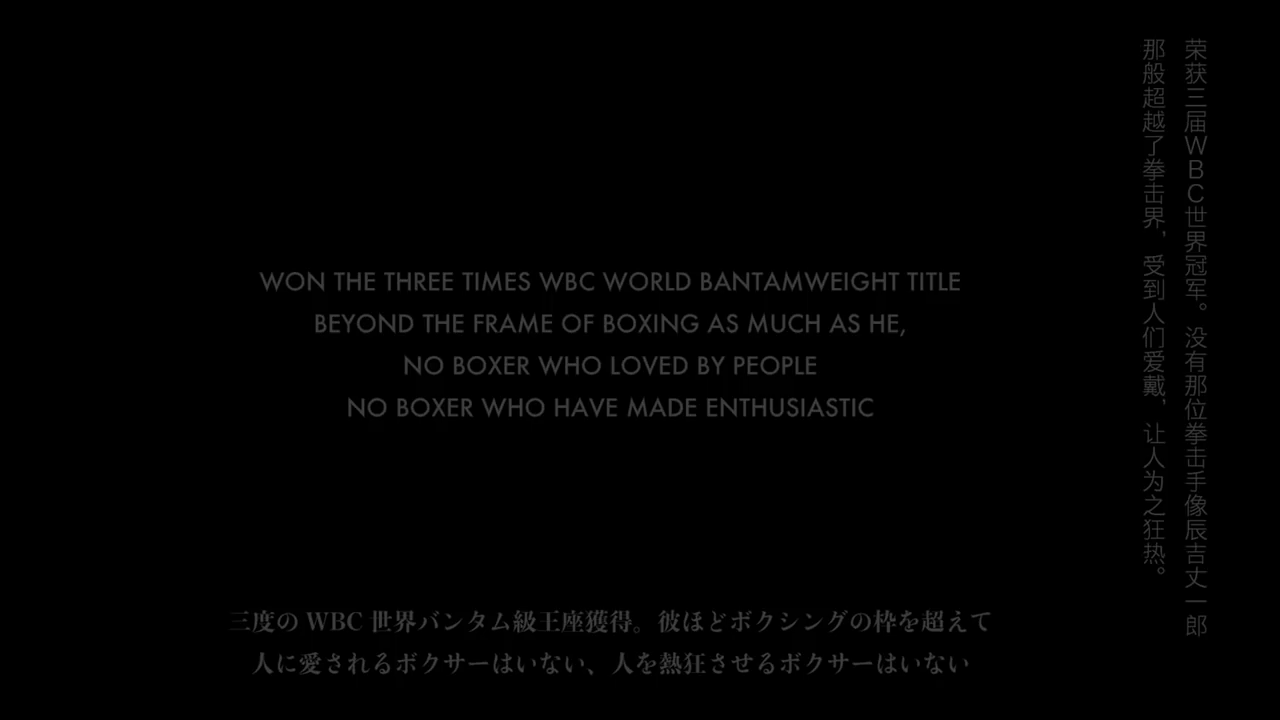 WON THE THREE TIMES WBC WORLD BANTAMWEIGHT TITLE
BEYOND THE FRAME OF BOXING AS MUCH AS HE,
NO BOXER WHO LOVED BY PEOPLE
NO BOXER WHO HAVE MADE ENTHUSIASTIC
三度の WBC 世界バンタム級王座獲得。彼ほどボクシングの枠を超えて
人に愛されるボクサーはいない、人を熱狂させるボクサーはいない
荣获三届WBC世界冠军。没有那位拳击手像辰吉丈一郎
那般超越了拳击界，受到人们爱戴，让人为之狂热。